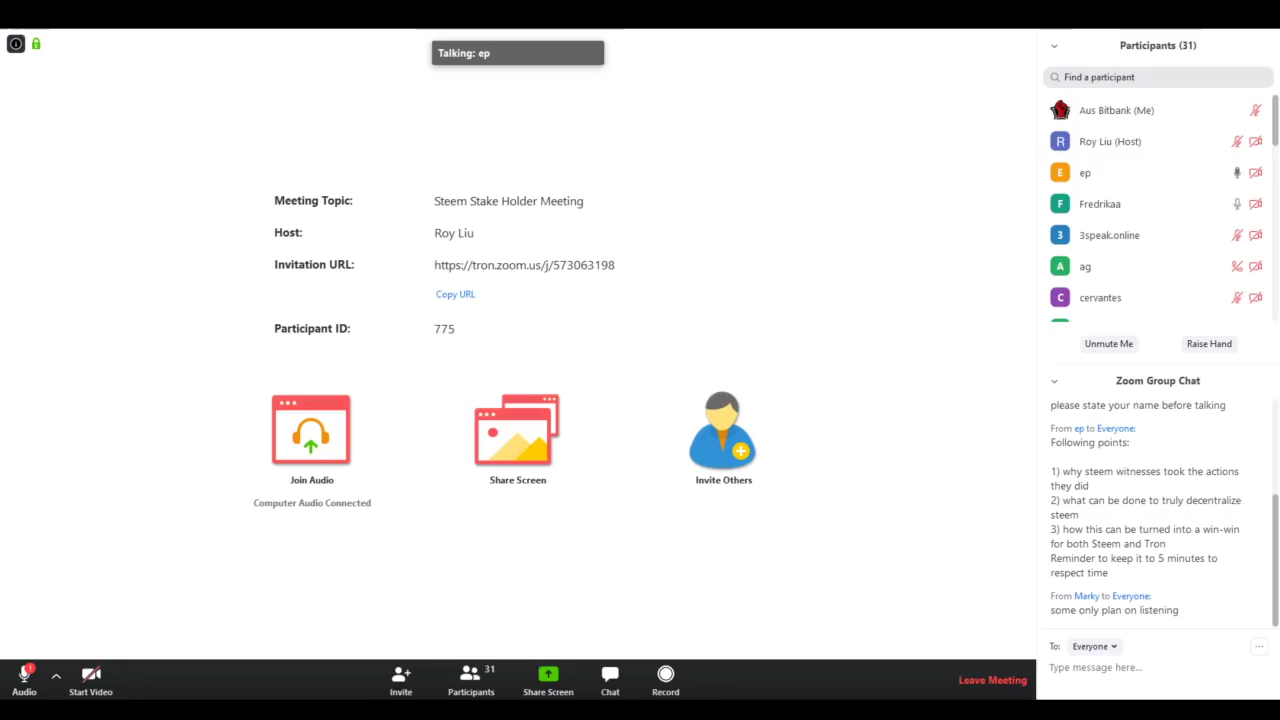 Talking: ep
Meeting Topic: Steem Stake Holder Meeting
Host: Roy Liu
Invitation URL: https://tron.zoom.us/j/573063198
Copy URL
Participant ID: 775
Join Audio
Computer Audio Connected
Share Screen
Invite Others
Audio
Start Video
Invite
31
Participants
Share Screen
Chat
Record
Leave Meeting
Participants (31)
Find a participant
Aus Bitbank (Me)
R Roy Liu (Host)
E ep
F Fredrikaa
3 3speak.online
A ag
C cervantes
Unmute Me
Raise Hand
Zoom Group Chat
please state your name before talking
From ep to Everyone:
Following points:
1) why steem witnesses took the actions
they did
2) what can be done to truly decentralize
steem
3) how this can be turned into a win-win
for both Steem and Tron
Reminder to keep it to 5 minutes to
respect time
From Marky to Everyone:
some only plan on listening
To: Everyone
Type message here...